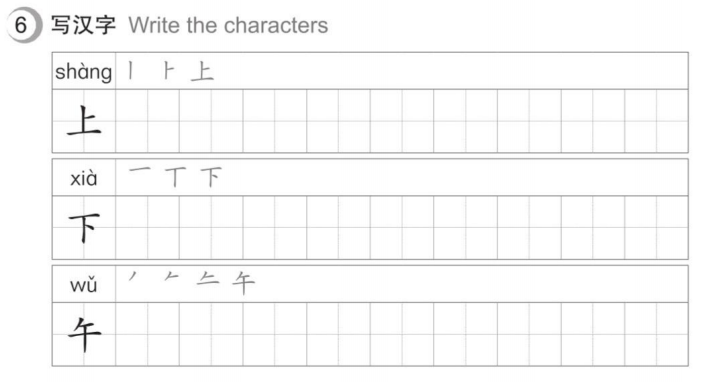 6 写汉字 Write the characters
shàng 丨 ⺊ 上
上
xià 一 丅 下
下
wǔ 丿 𠂉 𠂒 午
午